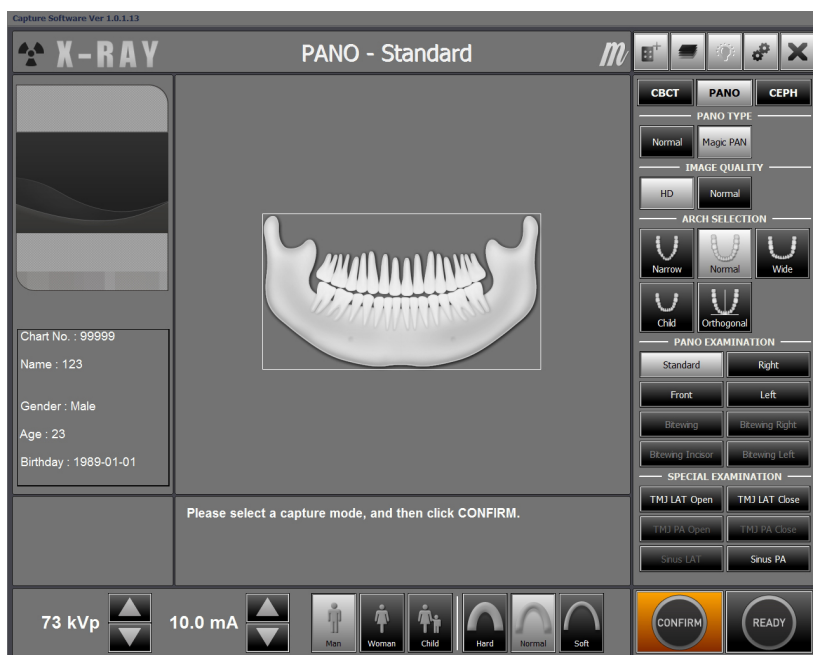 Capture Software Ver 1.0.1.13
X-RAY
PANO - Standard
m
CBCT PANO CEPH
PANO TYPE
Normal Magic PAN
IMAGE QUALITY
HD Normal
ARCH SELECTION
Narrow Normal Wide
Child Orthogonal
PANO EXAMINATION
Standard Right
Front Left
Bitewing Bitewing Right
Bitewing Incisor Bitewing Left
SPECIAL EXAMINATION
TMJ LAT Open TMJ LAT Close
TMJ PA Open TMJ PA Close
Sinus LAT Sinus PA
Chart No. : 99999
Name : 123
Gender : Male
Age : 23
Birthday : 1989-01-01
Please select a capture mode, and then click CONFIRM.
73 kVp 10.0 mA
Man Woman Child Hard Normal Soft
CONFIRM READY